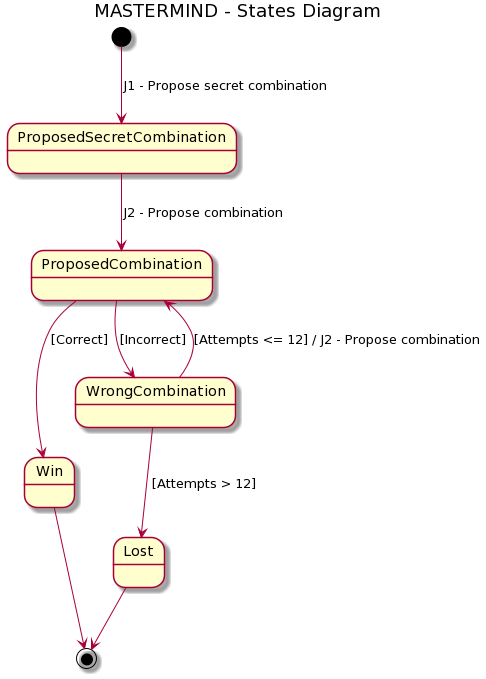 MASTERMIND - States Diagram
J1 - Propose secret combination
ProposedSecretCombination
J2 - Propose combination
ProposedCombination
[Correct]
[Incorrect]
[Attempts <= 12] / J2 - Propose combination
WrongCombination
Win
[Attempts > 12]
Lost